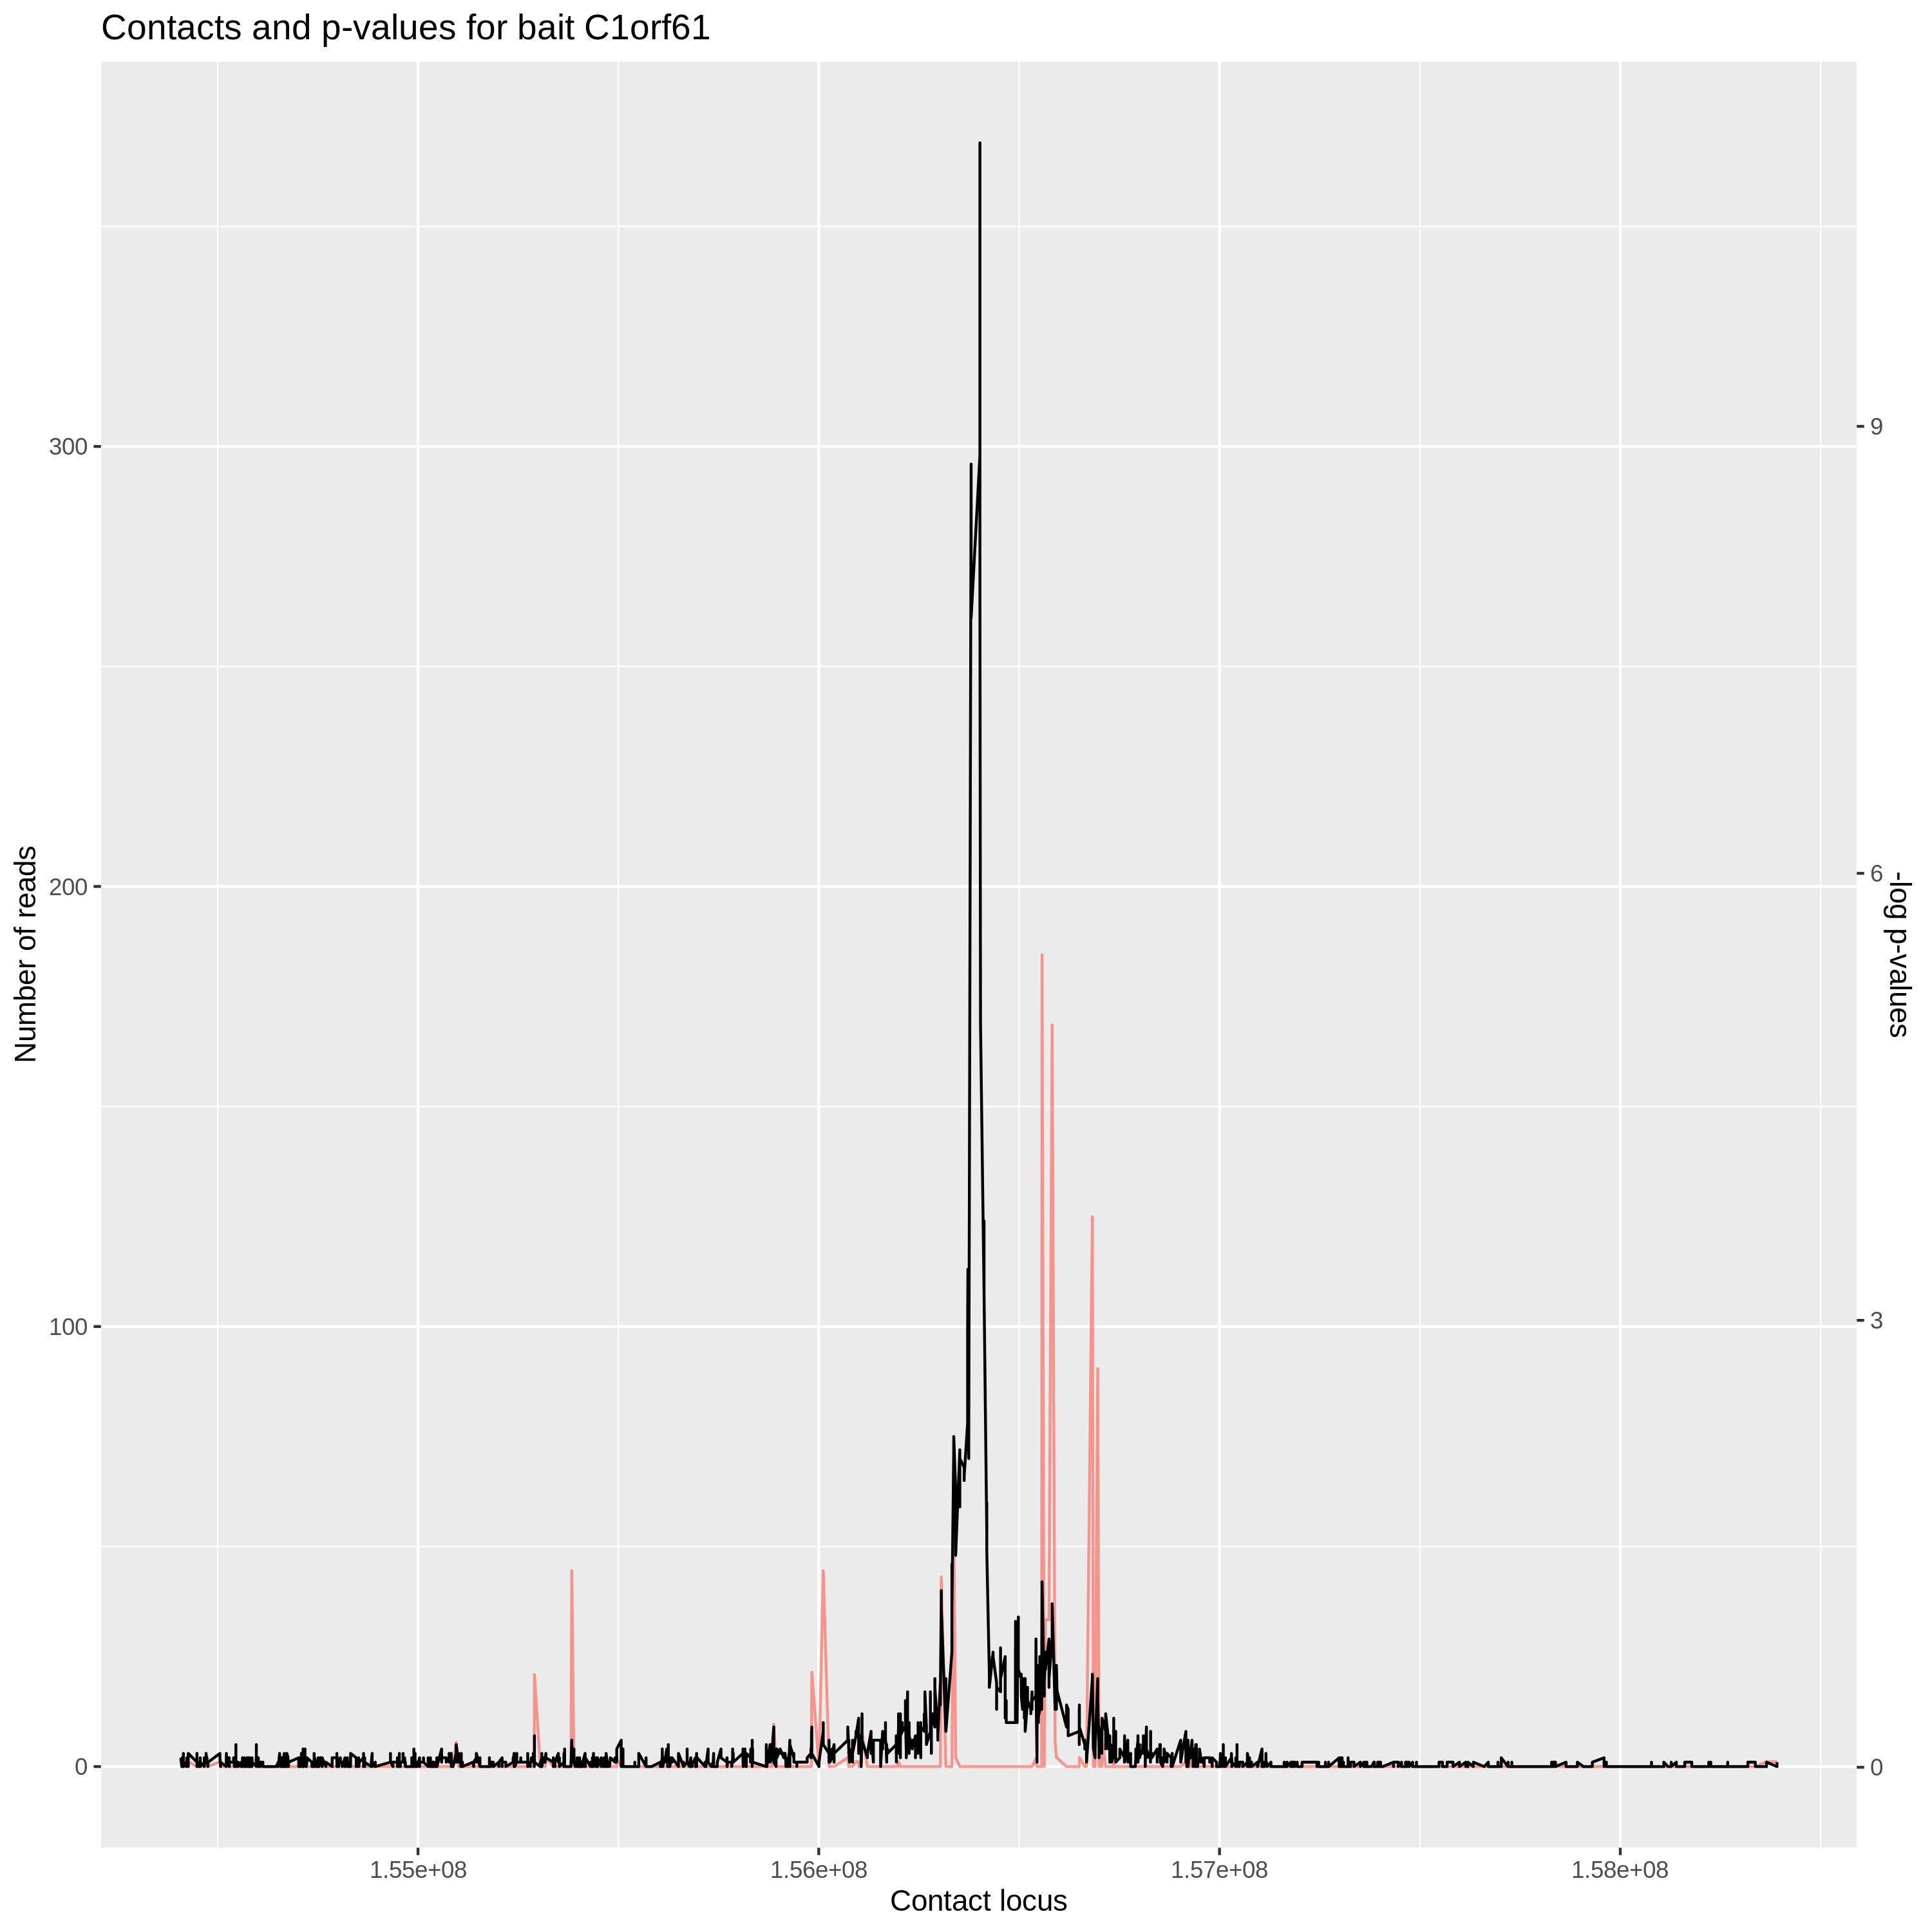 Contacts and p-values for bait C1orf61
300
200
100
0
Number of reads
9
6
3
0
-log p-values
1.55e+08 1.56e+08 1.57e+08 1.58e+08
Contact locus